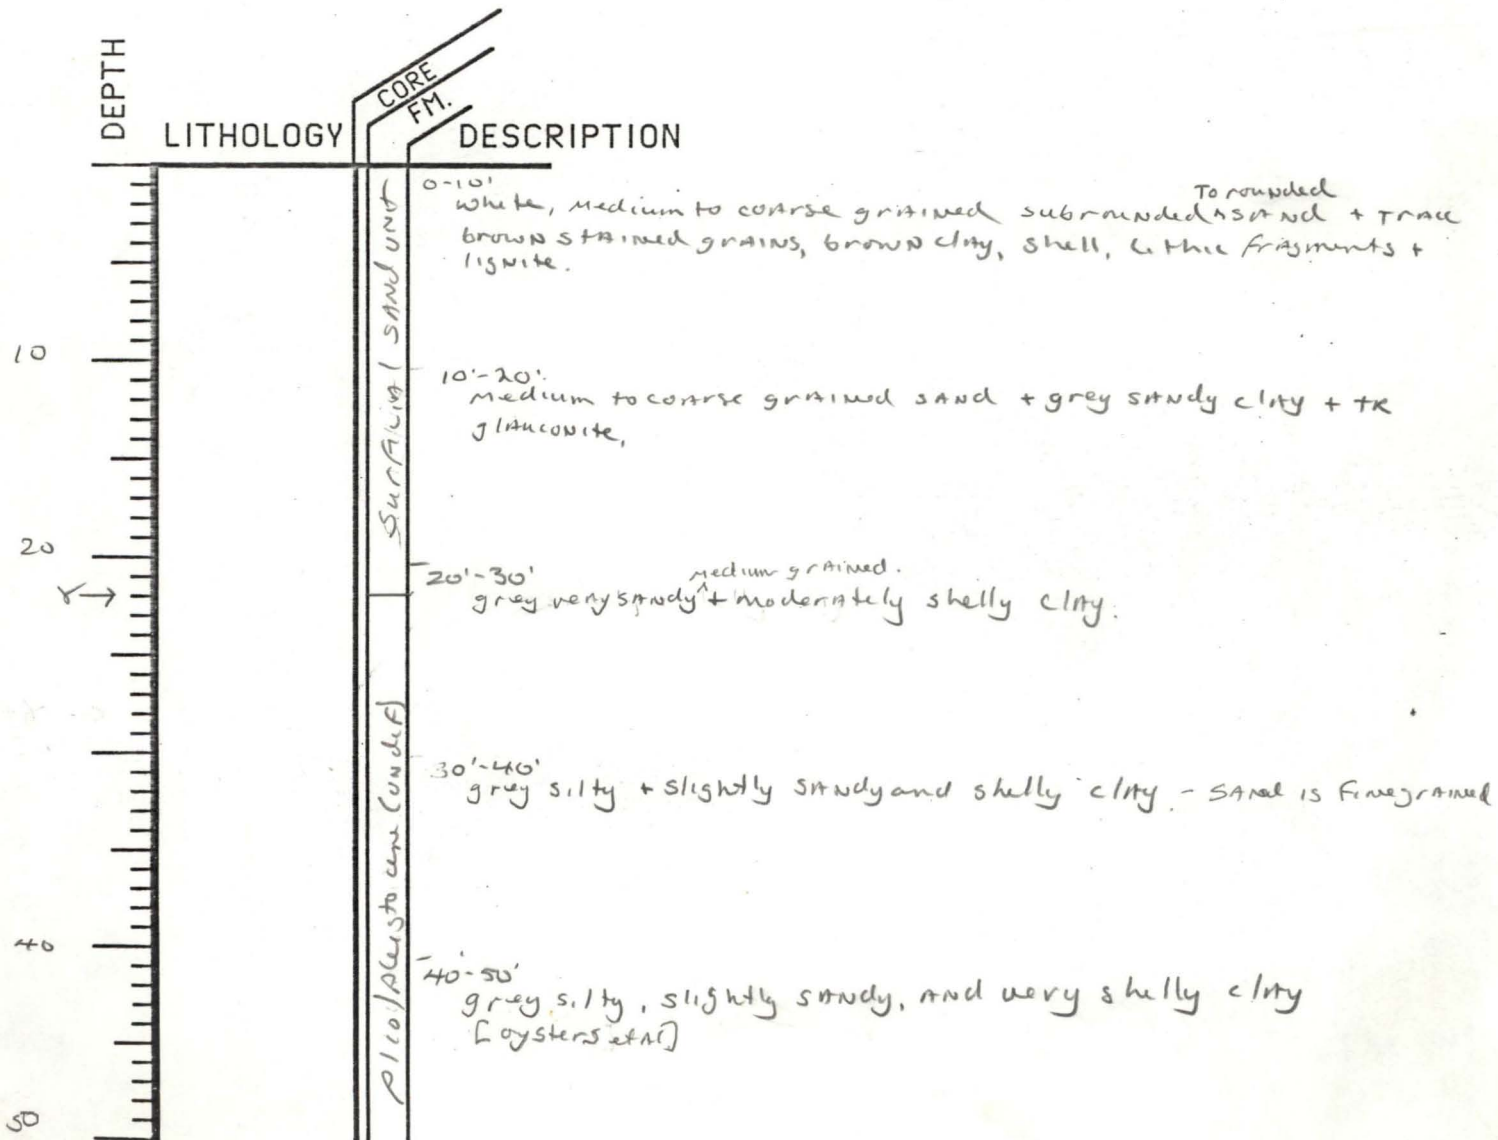 DEPTH
LITHOLOGY
CORE
FM.
DESCRIPTION
0-10'
white, medium to coarse grained subrounded ^ sand + trace
To rounded
brown stained grains, brown clay, shell, lithic fragments +
lignite.
10
10'-20'
medium to coarse grained sand + grey sandy clay + tr
glauconite,
Surficial sand unit
20
20'-30'
medium grained.
grey very sandy ^ + moderately shelly clay.
30'-40'
grey silty + slightly sandy and shelly clay - sand is fine grained
Plio/Pleistocene (undif)
40
40'-50'
grey silty, slightly sandy, and very shelly clay
[oysters et al]
50